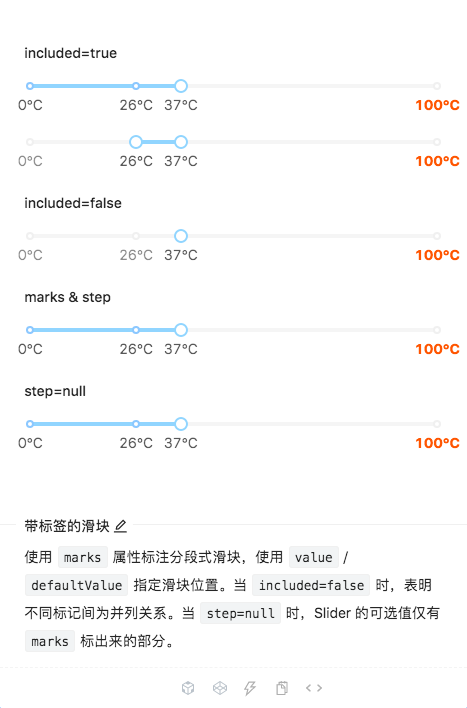 included=true
0°C 26°C 37°C 100°C
0°C 26°C 37°C 100°C
included=false
0°C 26°C 37°C 100°C
marks & step
0°C 26°C 37°C 100°C
step=null
0°C 26°C 37°C 100°C
带标签的滑块
使用 marks 属性标注分段式滑块，使用 value /
defaultValue 指定滑块位置。当 included=false 时，表明
不同标记间为并列关系。当 step=null 时，Slider 的可选值仅有
marks 标出来的部分。